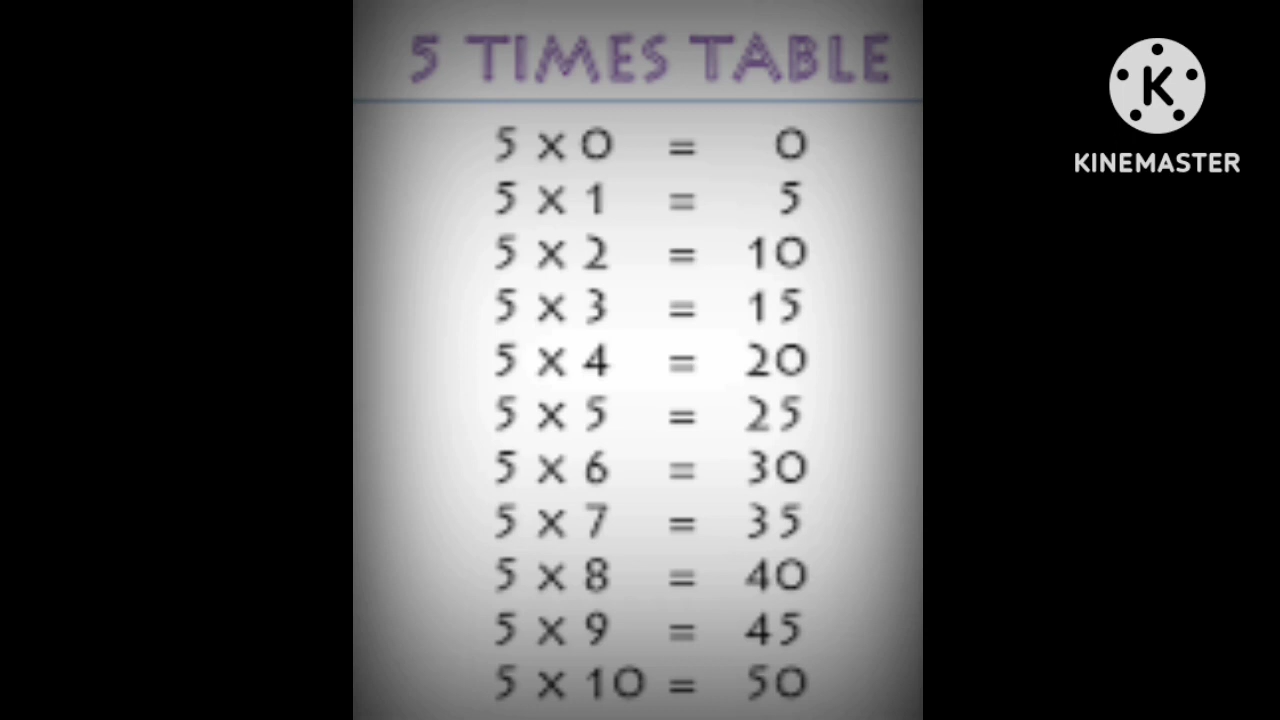 5 TIMES TABLE
5 x 0 = 0
5 x 1 = 5
5 x 2 = 10
5 x 3 = 15
5 x 4 = 20
5 x 5 = 25
5 x 6 = 30
5 x 7 = 35
5 x 8 = 40
5 x 9 = 45
5 x 10 = 50
K
KINEMASTER